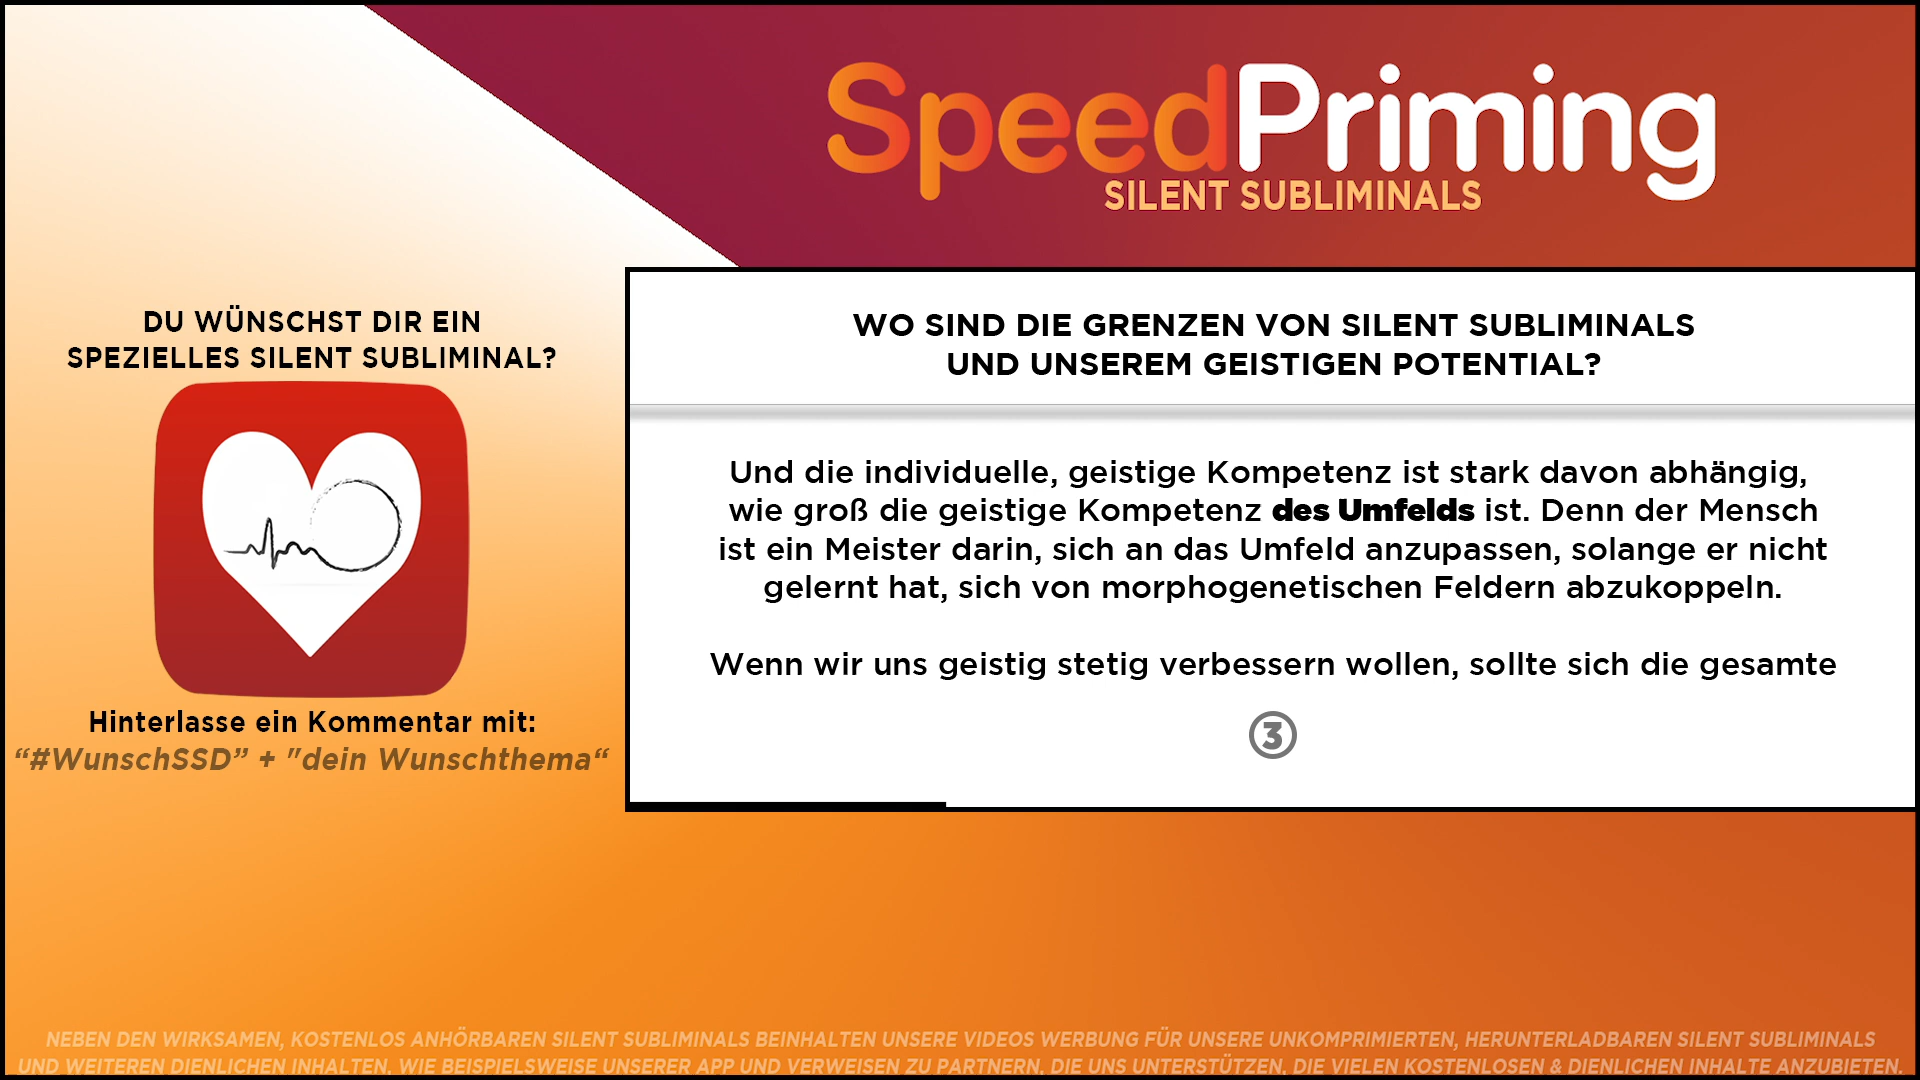 SpeedPriming
SILENT SUBLIMINALS
DU WÜNSCHST DIR EIN
SPEZIELLES SILENT SUBLIMINAL?
Hinterlasse ein Kommentar mit:
“#WunschSSD” + "dein Wunschthema“
WO SIND DIE GRENZEN VON SILENT SUBLIMINALS
UND UNSEREM GEISTIGEN POTENTIAL?
Und die individuelle, geistige Kompetenz ist stark davon abhängig,
wie groß die geistige Kompetenz des Umfelds ist. Denn der Mensch
ist ein Meister darin, sich an das Umfeld anzupassen, solange er nicht
gelernt hat, sich von morphogenetischen Feldern abzukoppeln.
Wenn wir uns geistig stetig verbessern wollen, sollte sich die gesamte
3
NEBEN DEN WIRKSAMEN, KOSTENLOS ANHÖRBAREN SILENT SUBLIMINALS BEINHALTEN UNSERE VIDEOS WERBUNG FÜR UNSERE UNKOMPRIMIERTEN, HERUNTERLADBAREN SILENT SUBLIMINALS
UND WEITEREN DIENLICHEN INHALTEN, WIE BEISPIELSWEISE UNSERER APP UND VERWEISEN ZU PARTNERN, DIE UNS UNTERSTÜTZEN, DIE VIELEN KOSTENLOSEN & DIENLICHEN INHALTE ANZUBIETEN.